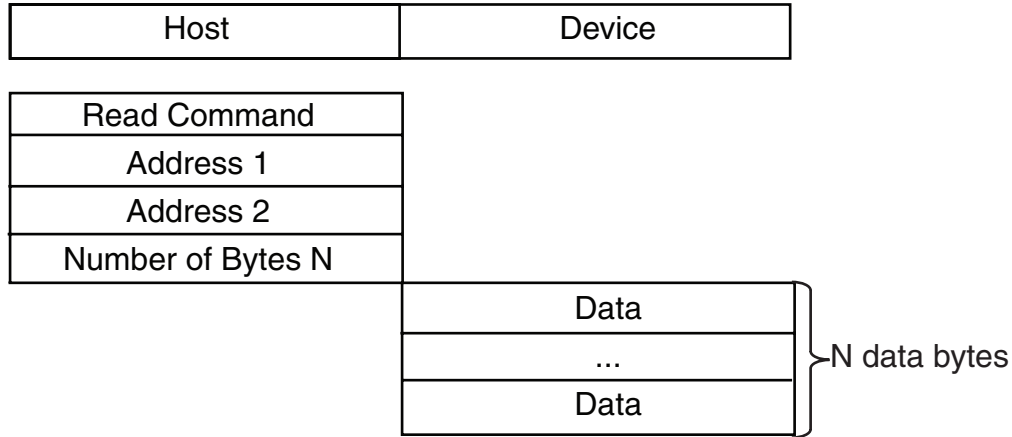 Host Device
Read Command
Address 1
Address 2
Number of Bytes N
Data
...
N data bytes
Data